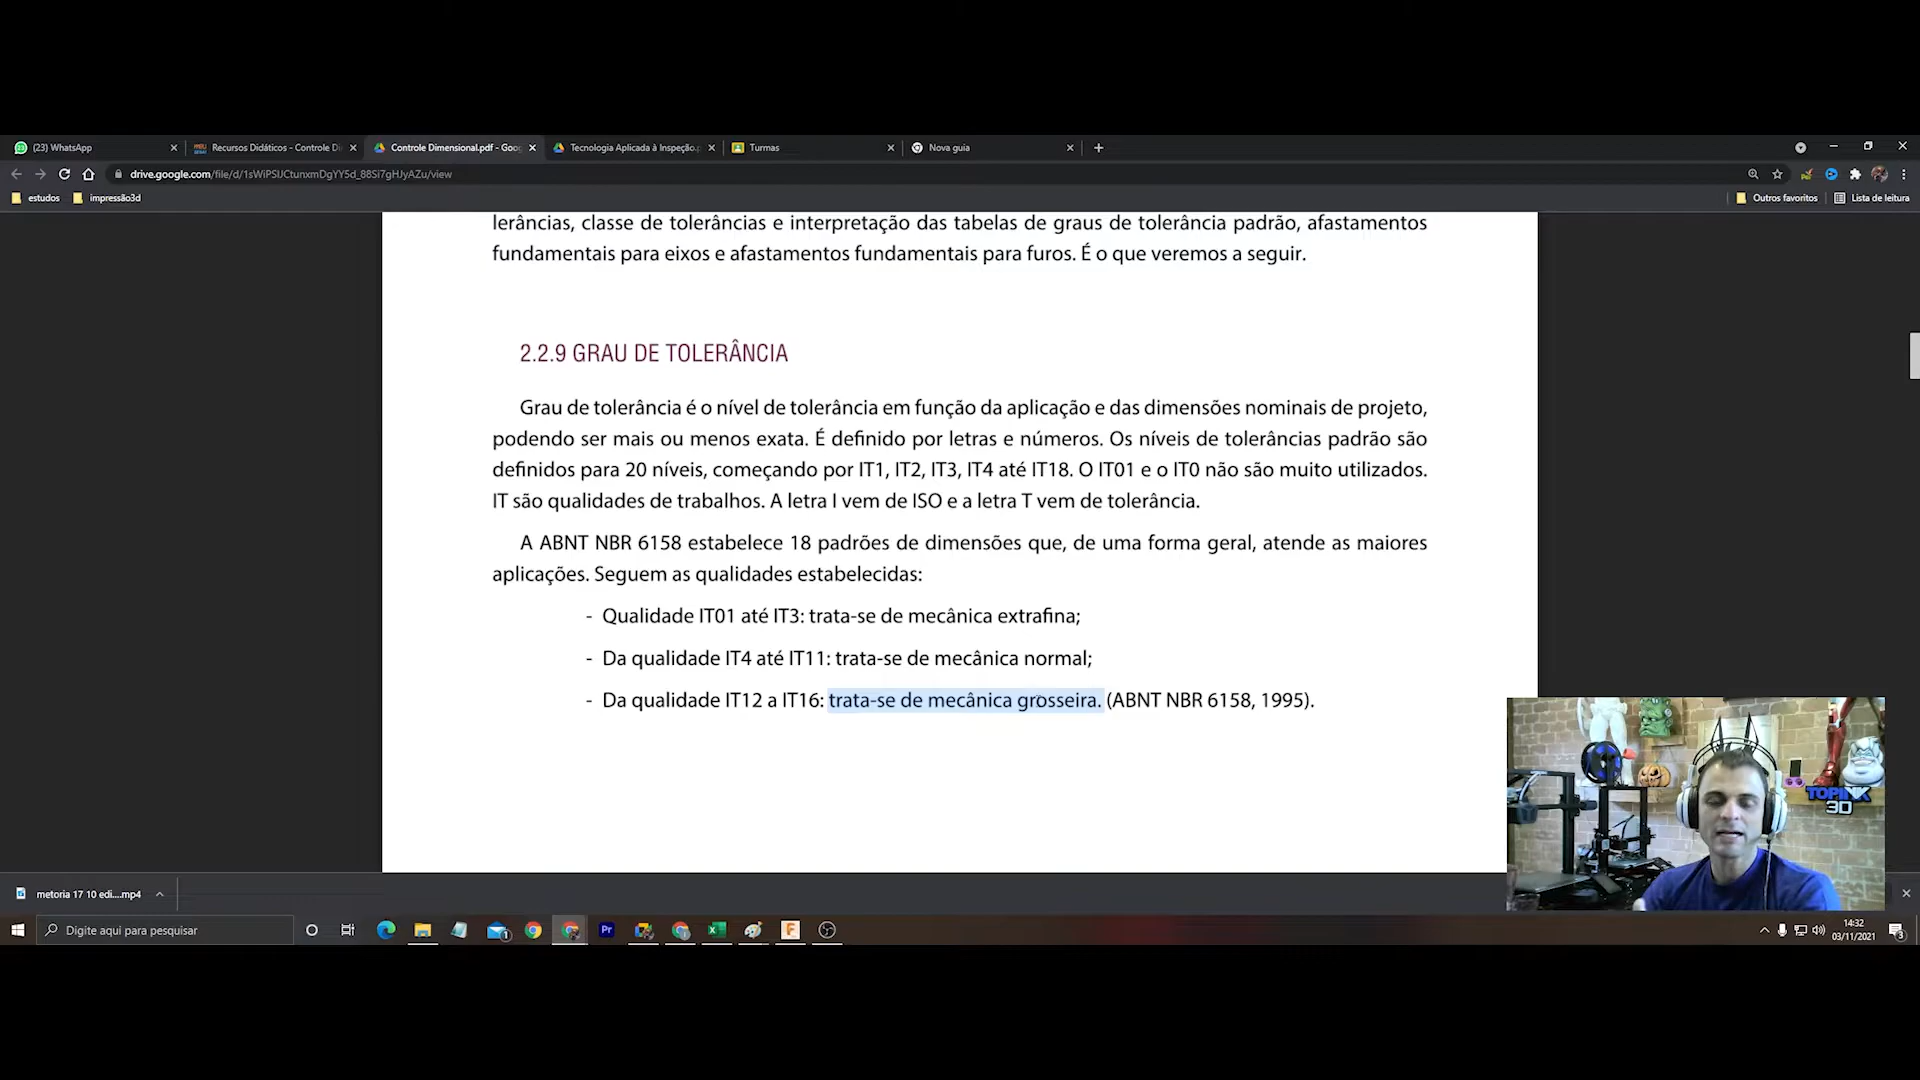 (23) WhatsApp
Recursos Didáticos - Controle Di
Controle Dimensional.pdf - Goog
Tecnologia Aplicada à Inspeção.p
Turmas
Nova guia
drive.google.com/file/d/1sWiPSlJCtunxmDgYY5d_88Si7gHJyAZu/view
estudos
impressão3d
Outros favoritos
Lista de leitura
lerâncias, classe de tolerâncias e interpretação das tabelas de graus de tolerância padrão, afastamentos
fundamentais para eixos e afastamentos fundamentais para furos. É o que veremos a seguir.
2.2.9 GRAU DE TOLERÂNCIA
Grau de tolerância é o nível de tolerância em função da aplicação e das dimensões nominais de projeto,
podendo ser mais ou menos exata. É definido por letras e números. Os níveis de tolerâncias padrão são
definidos para 20 níveis, começando por IT1, IT2, IT3, IT4 até IT18. O IT01 e o IT0 não são muito utilizados.
IT são qualidades de trabalhos. A letra I vem de ISO e a letra T vem de tolerância.
A ABNT NBR 6158 estabelece 18 padrões de dimensões que, de uma forma geral, atende as maiores
aplicações. Seguem as qualidades estabelecidas:
- Qualidade IT01 até IT3: trata-se de mecânica extrafina;
- Da qualidade IT4 até IT11: trata-se de mecânica normal;
- Da qualidade IT12 a IT16: trata-se de mecânica grosseira. (ABNT NBR 6158, 1995).
TOPINK
3D
metoria 17 10 edi....mp4
Digite aqui para pesquisar
14:32
03/11/2021